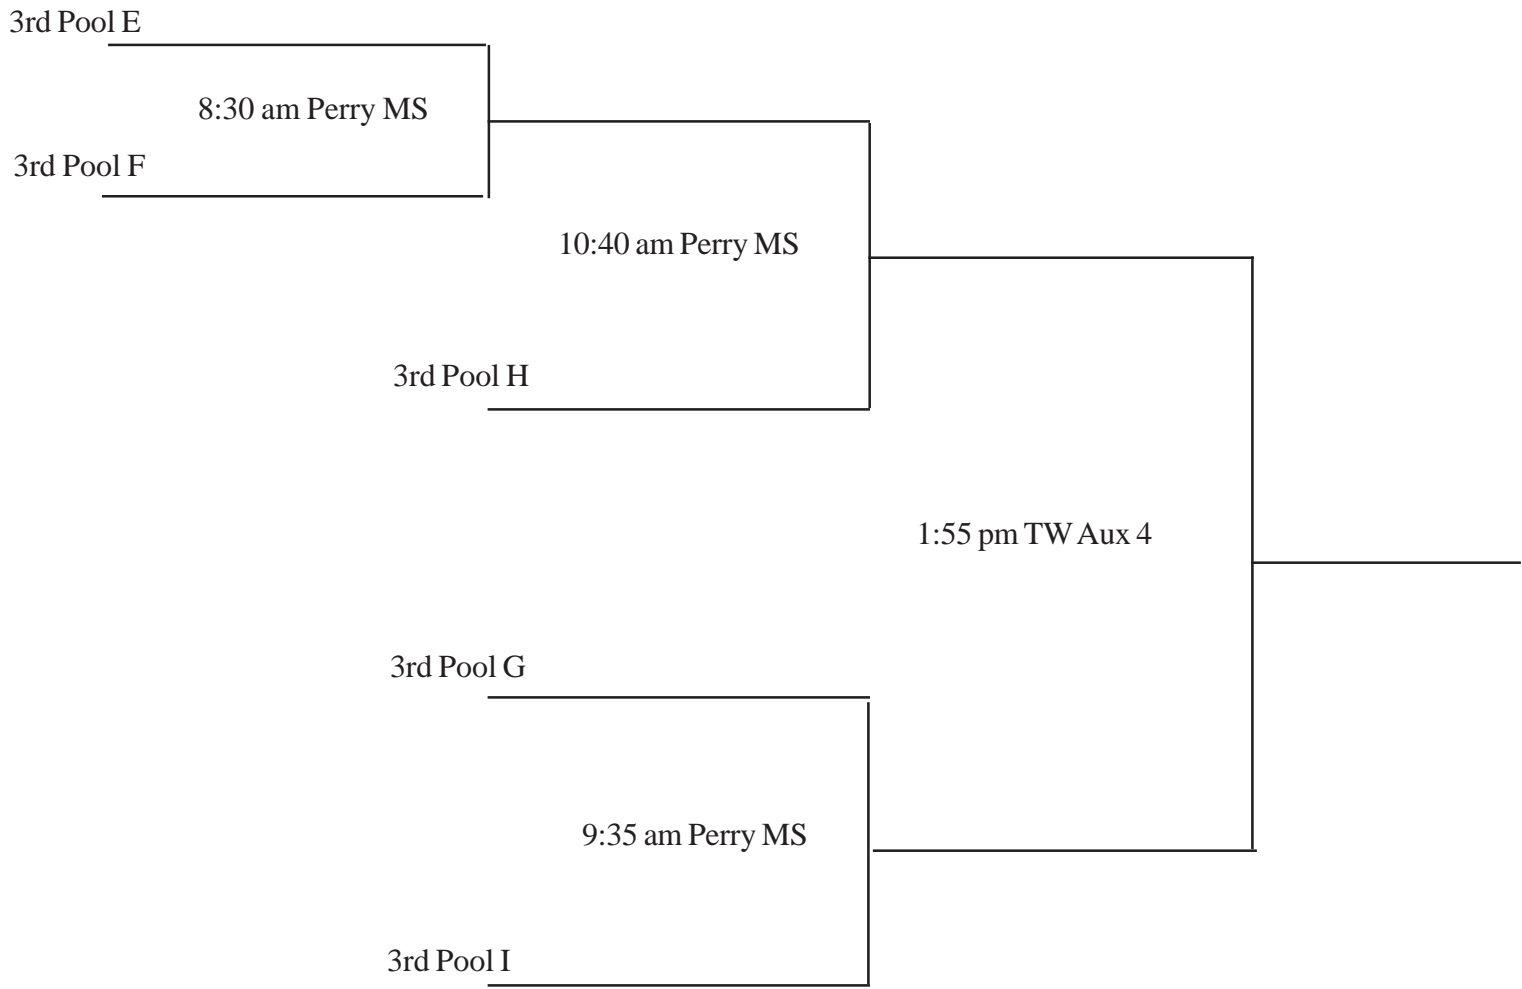 3rd Pool E
8:30 am Perry MS
3rd Pool F
10:40 am Perry MS
3rd Pool H
1:55 pm TW Aux 4
3rd Pool G
9:35 am Perry MS
3rd Pool I